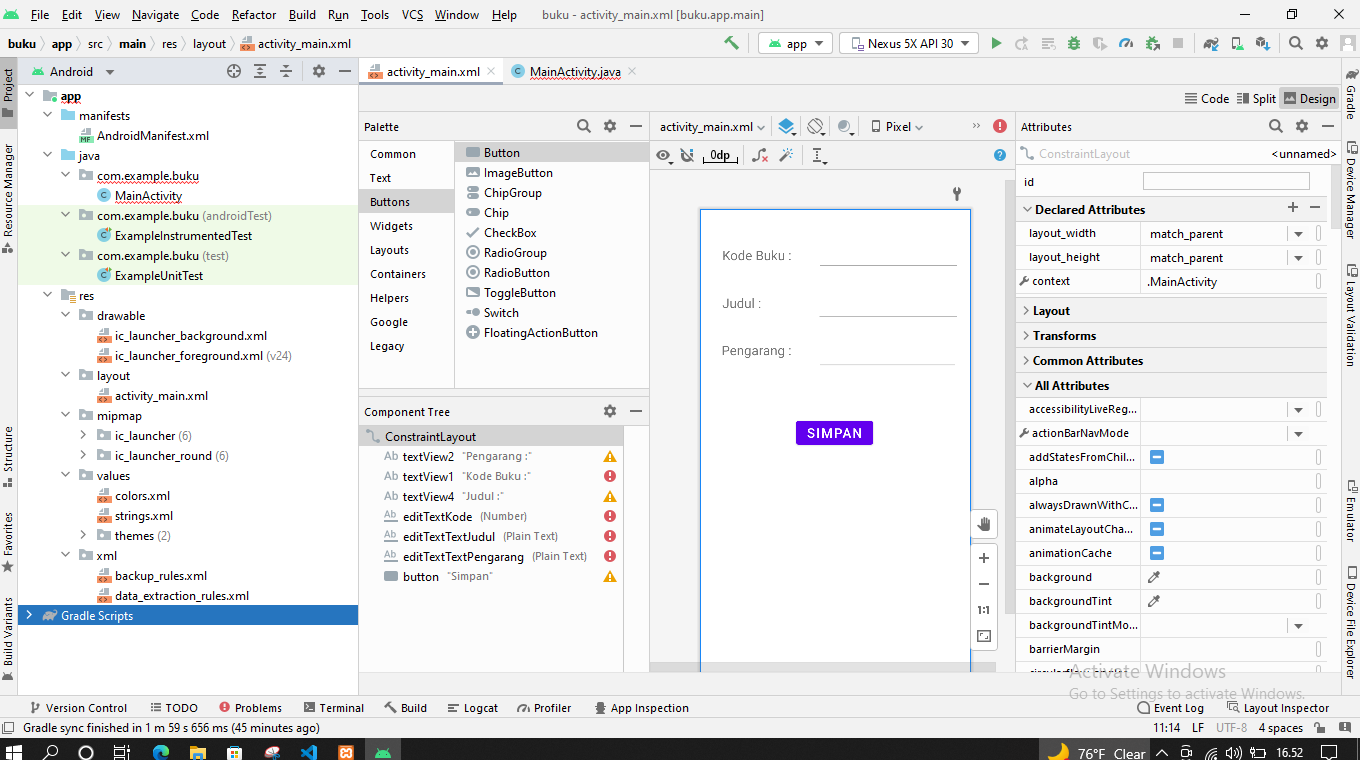 File Edit View Navigate Code Refactor Build Run Tools VCS Window Help buku - activity_main.xml [buku.app.main]
buku app src main res layout activity_main.xml app Nexus 5X API 30
Project
Resource Manager
Structure
Favorites
Build Variants
Android
app
manifests
AndroidManifest.xml
java
com.example.buku
MainActivity
com.example.buku (androidTest)
ExampleInstrumentedTest
com.example.buku (test)
ExampleUnitTest
res
drawable
ic_launcher_background.xml
ic_launcher_foreground.xml (v24)
layout
activity_main.xml
mipmap
ic_launcher (6)
ic_launcher_round (6)
values
colors.xml
strings.xml
themes (2)
xml
backup_rules.xml
data_extraction_rules.xml
Gradle Scripts
activity_main.xml MainActivity.java
Code Split Design
Palette
Common
Text
Buttons
Widgets
Layouts
Containers
Helpers
Google
Legacy
Button
ImageButton
ChipGroup
Chip
CheckBox
RadioGroup
RadioButton
ToggleButton
Switch
FloatingActionButton
Component Tree
ConstraintLayout
Ab textView2 "Pengarang :"
Ab textView1 "Kode Buku :"
Ab textView4 "Judul :"
Ab editTextKode (Number)
Ab editTextTextJudul (Plain Text)
Ab editTextTextPengarang (Plain Text)
button "Simpan"
activity_main.xml Pixel
0dp
Kode Buku :
Judul :
Pengarang :
SIMPAN
1:1
Attributes
ConstraintLayout <unnamed>
id
Declared Attributes
layout_width match_parent
layout_height match_parent
context .MainActivity
Layout
Transforms
Common Attributes
All Attributes
accessibilityLiveReg...
actionBarNavMode
addStatesFromChil...
alpha
alwaysDrawnWithC...
animateLayoutCha...
animationCache
background
backgroundTint
backgroundTintMo...
barrierMargin
Gradle
Device Manager
Layout Validation
Emulator
Device File Explorer
Activate Windows
Go to Settings to activate Windows.
Version Control TODO Problems Terminal Build Logcat Profiler App Inspection Event Log Layout Inspector
Gradle sync finished in 1 m 59 s 656 ms (45 minutes ago) 11:14 LF UTF-8 4 spaces
76°F Clear 16.52